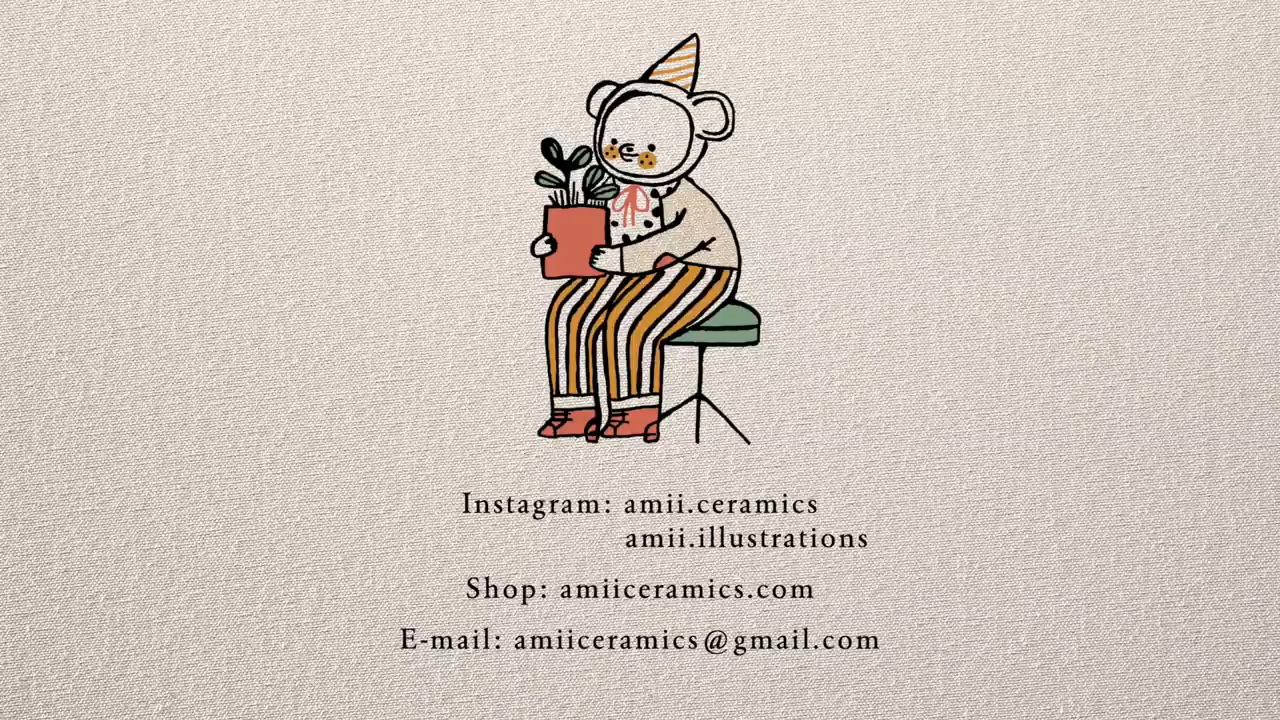 Instagram: amii.ceramics
amii.illustrations
Shop: amiiceramics.com
E-mail: amiiceramics@gmail.com